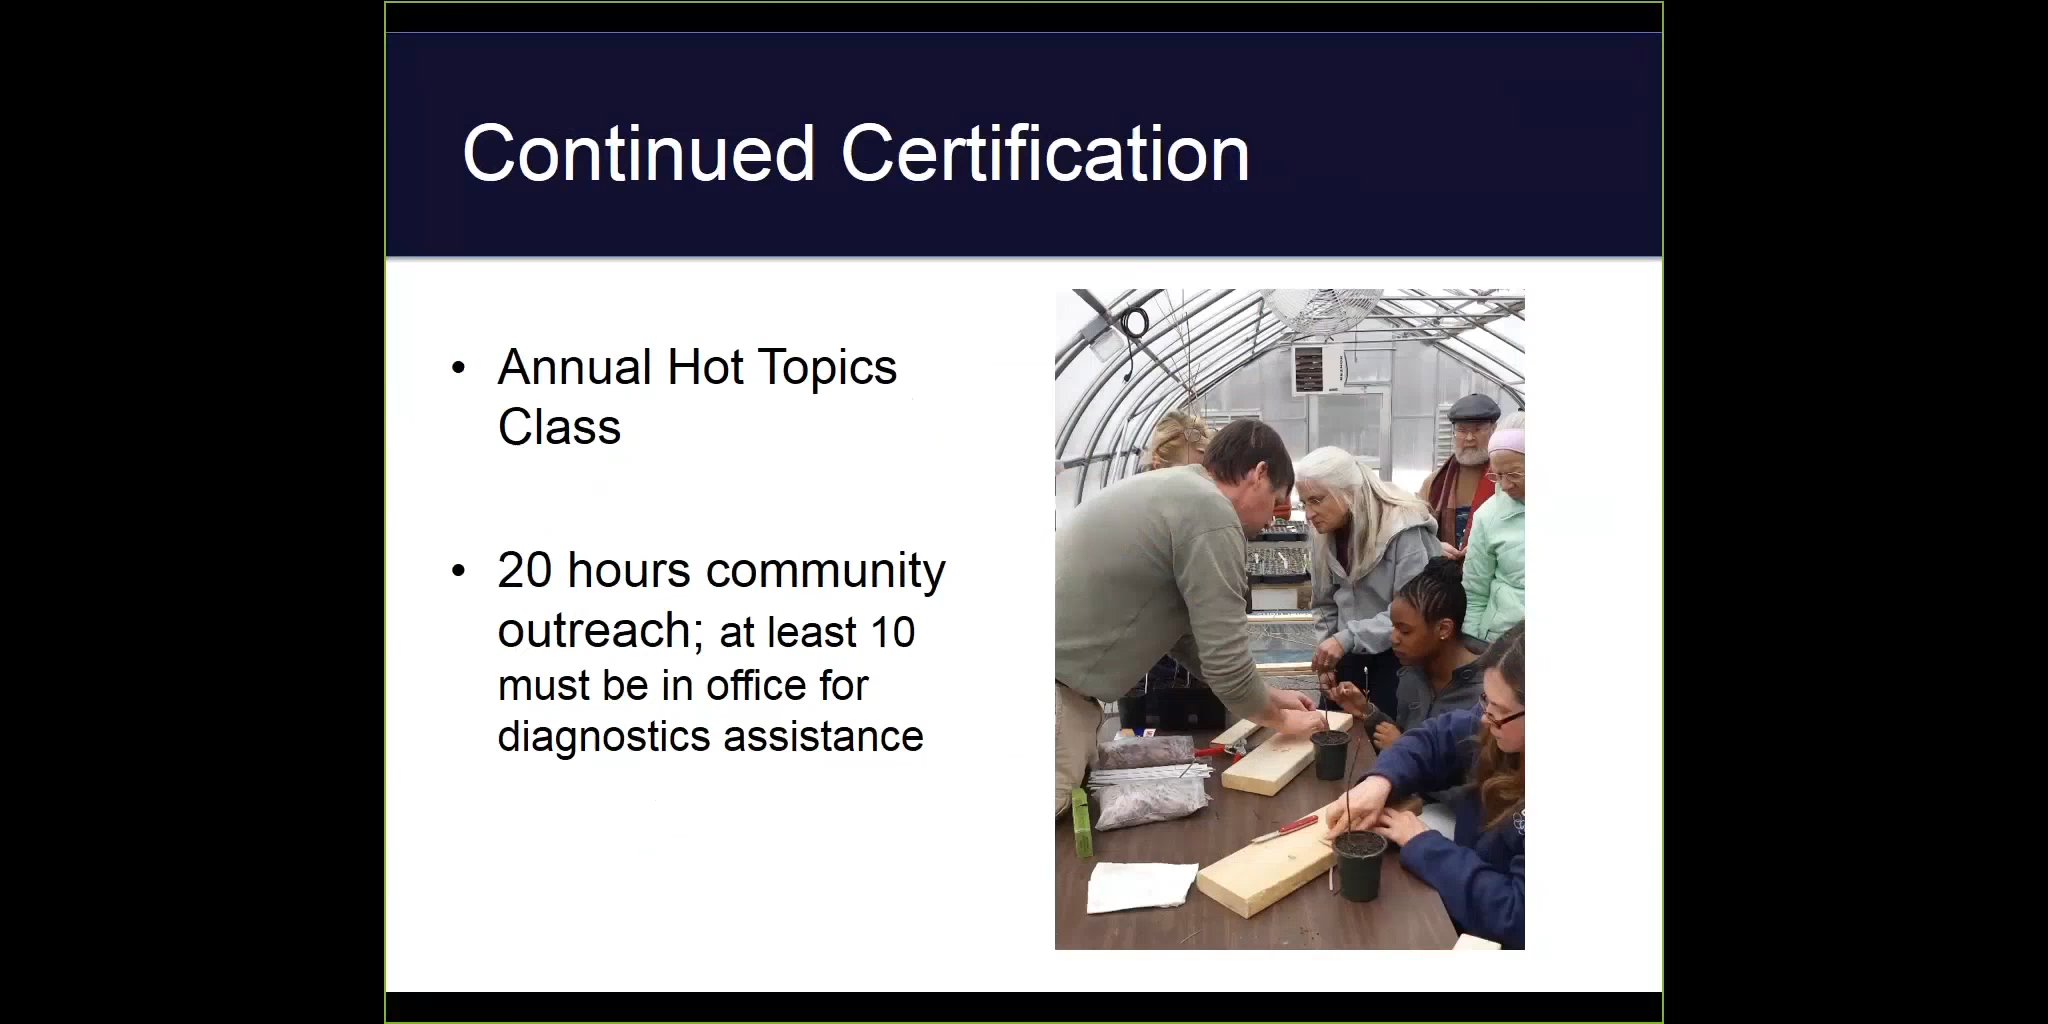 Continued Certification
• Annual Hot Topics
Class
• 20 hours community
outreach; at least 10
must be in office for
diagnostics assistance